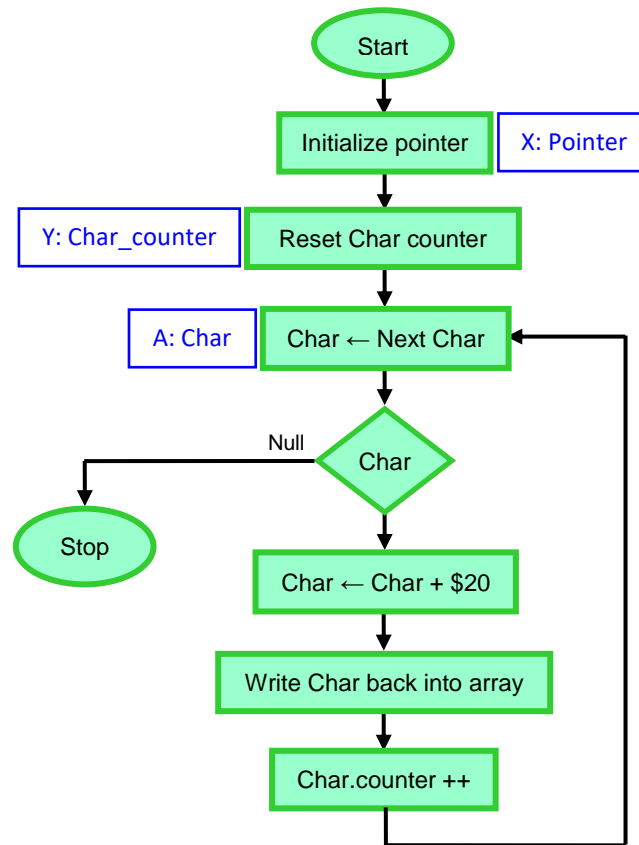 Start
Initialize pointer
X: Pointer
Y: Char_counter
Reset Char counter
A: Char
Char ← Next Char
Null
Char
Stop
Char ← Char + $20
Write Char back into array
Char.counter ++